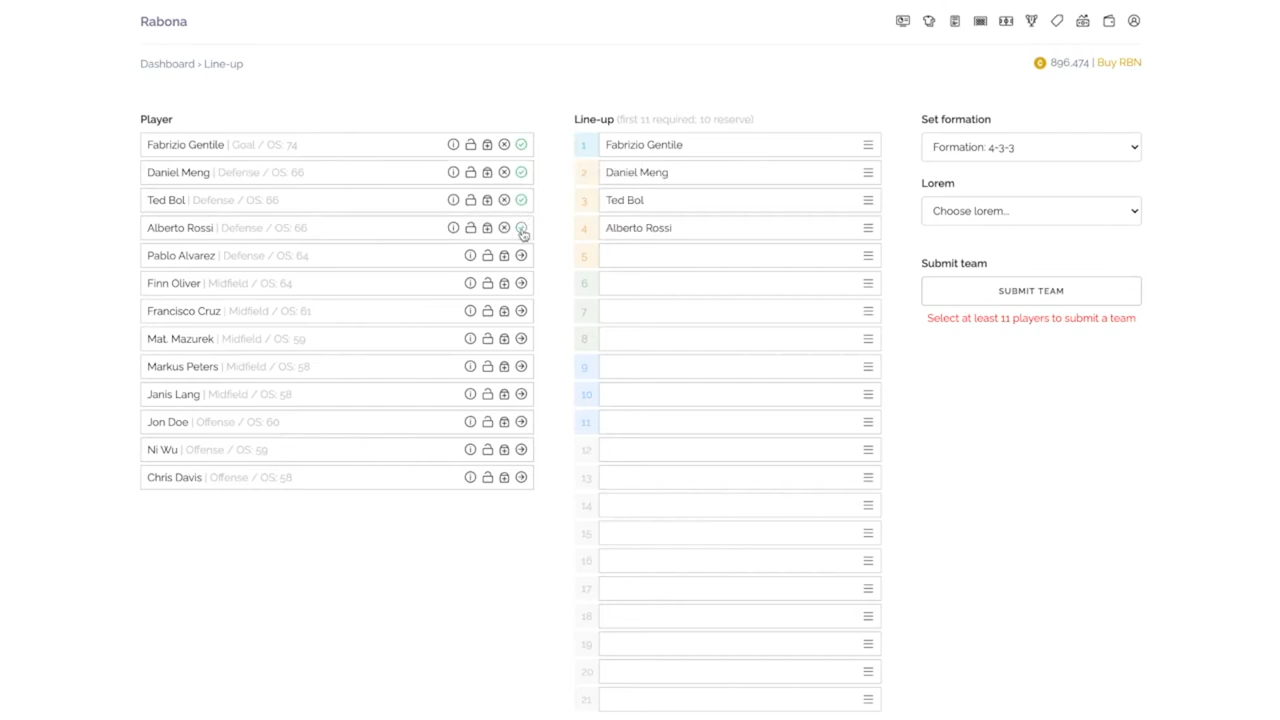 Rabona
Dashboard › Line-up
896,474 | Buy RBN
Player
Fabrizio Gentile | Goal / OS: 74
Daniel Meng | Defense / OS: 66
Ted Bol | Defense / OS: 66
Alberto Rossi | Defense / OS: 66
Pablo Alvarez | Defense / OS: 64
Finn Oliver | Midfield / OS: 64
Francisco Cruz | Midfield / OS: 61
Mat. Mazurek | Midfield / OS: 59
Markus Peters | Midfield / OS: 58
Janis Lang | Midfield / OS: 58
Jon Doe | Offense / OS: 60
Ni Wu | Offense / OS: 59
Chris Davis | Offense / OS: 58
Line-up (first 11 required; 10 reserve)
1 Fabrizio Gentile
2 Daniel Meng
3 Ted Bol
4 Alberto Rossi
5
6
7
8
9
10
11
12
13
14
15
16
17
18
19
20
21
Set formation
Formation: 4-3-3
Lorem
Choose lorem...
Submit team
SUBMIT TEAM
Select at least 11 players to submit a team